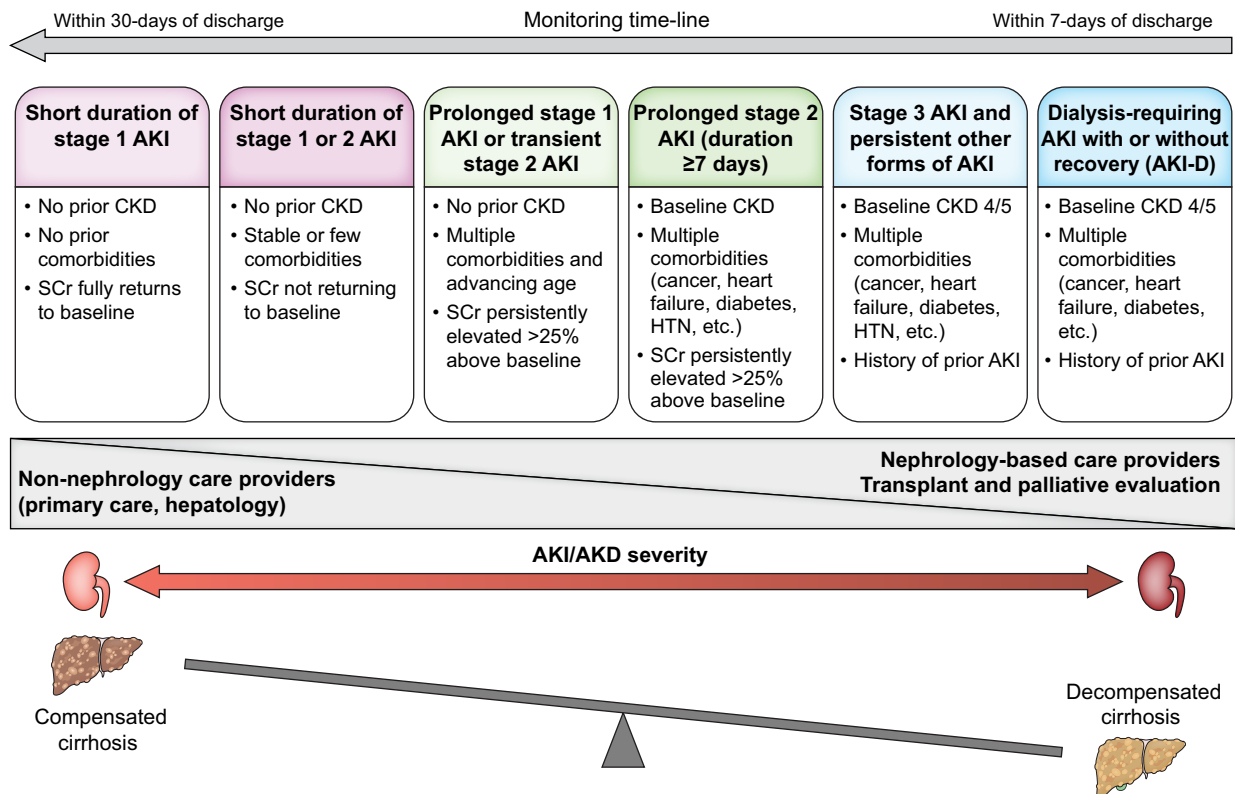 Within 30-days of discharge
Monitoring time-line
Within 7-days of discharge
Short duration of
stage 1 AKI
• No prior CKD
• No prior
comorbidities
• SCr fully returns
to baseline
Short duration of
stage 1 or 2 AKI
• No prior CKD
• Stable or few
comorbidities
• SCr not returning
to baseline
Prolonged stage 1
AKI or transient
stage 2 AKI
• No prior CKD
• Multiple
comorbidities and
advancing age
• SCr persistently
elevated >25%
above baseline
Prolonged stage 2
AKI (duration
≥7 days)
• Baseline CKD
• Multiple
comorbidities
(cancer, heart
failure, diabetes,
HTN, etc.)
• SCr persistently
elevated >25%
above baseline
Stage 3 AKI and
persistent other
forms of AKI
• Baseline CKD 4/5
• Multiple
comorbidities
(cancer, heart
failure, diabetes,
HTN, etc.)
• History of prior AKI
Dialysis-requiring
AKI with or without
recovery (AKI-D)
• Baseline CKD 4/5
• Multiple
comorbidities
(cancer, heart
failure, diabetes,
etc.)
• History of prior AKI
Non-nephrology care providers
(primary care, hepatology)
Nephrology-based care providers
Transplant and palliative evaluation
AKI/AKD severity
Compensated
cirrhosis
Decompensated
cirrhosis